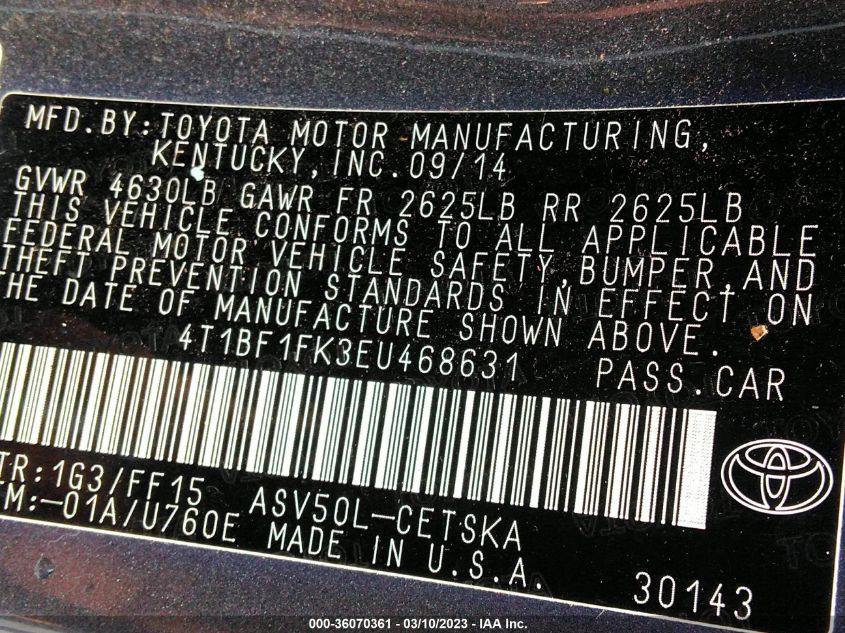 MFD.BY:TOYOTA MOTOR MANUFACTURING,
KENTUCKY,INC.09/14
GVWR 4630LB GAWR FR 2625LB RR 2625LB
THIS VEHICLE CONFORMS TO ALL APPLICABLE
FEDERAL MOTOR VEHICLE SAFETY,BUMPER,AND
THEFT PREVENTION STANDARDS IN EFFECT ON
THE DATE OF MANUFACTURE SHOWN ABOVE.
4T1BF1FK3EU468631 PASS.CAR
TR:1G3/FF15 ASV50L-CETSKA
M:-01A/U760E MADE IN U.S.A.
30143
000-36070361 - 03/10/2023 - IAA Inc.